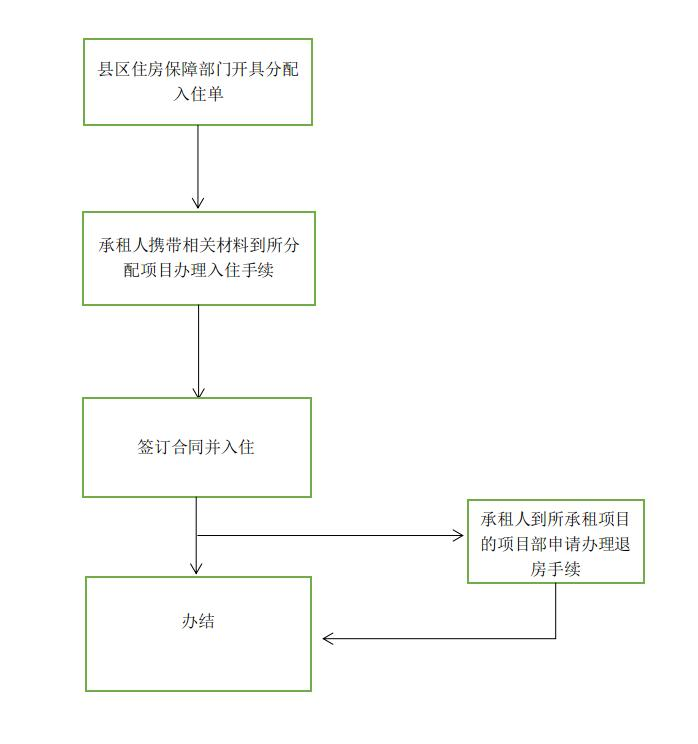 县区住房保障部门开具分配
入住单
承租人携带相关材料到所分
配项目办理入住手续
签订合同并入住
承租人到所承租项目
的项目部申请办理退
房手续
办结